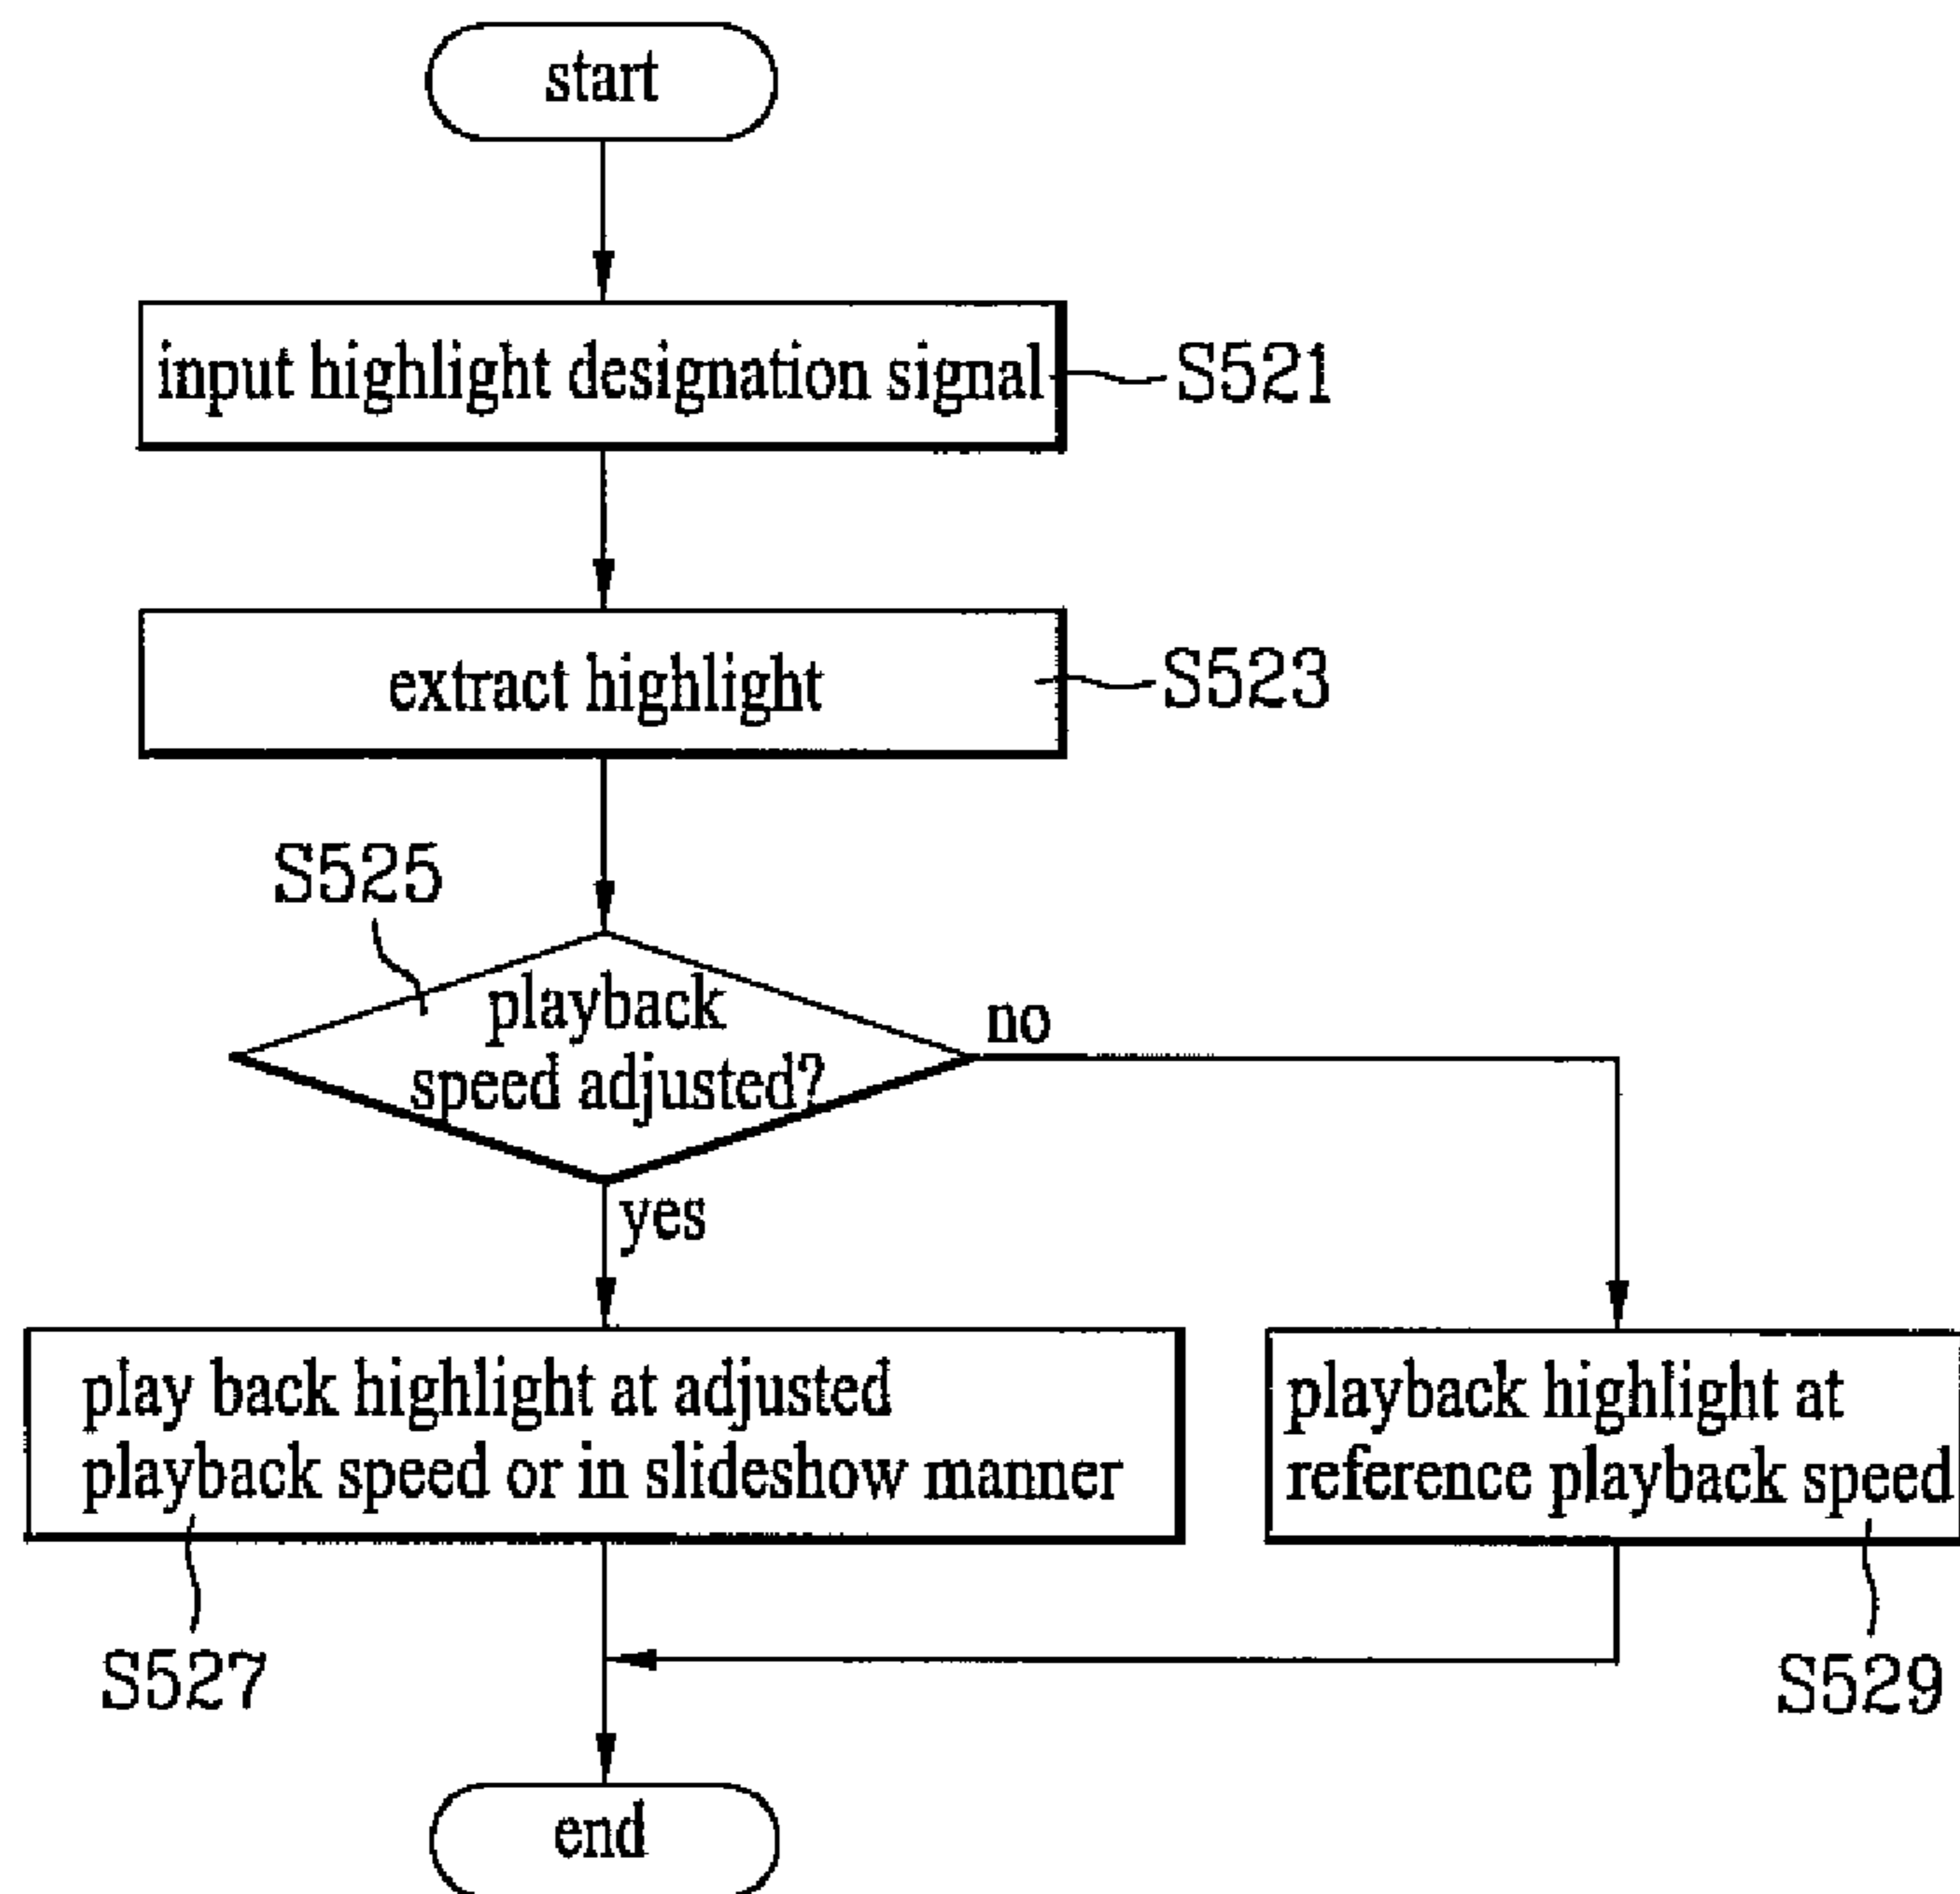 start
input highlight designation signal
S521
extract highlight
S523
S525
playback
speed adjusted?
no
yes
play back highlight at adjusted
playback speed or in slideshow manner
playback highlight at
reference playback speed
S527
S529
end